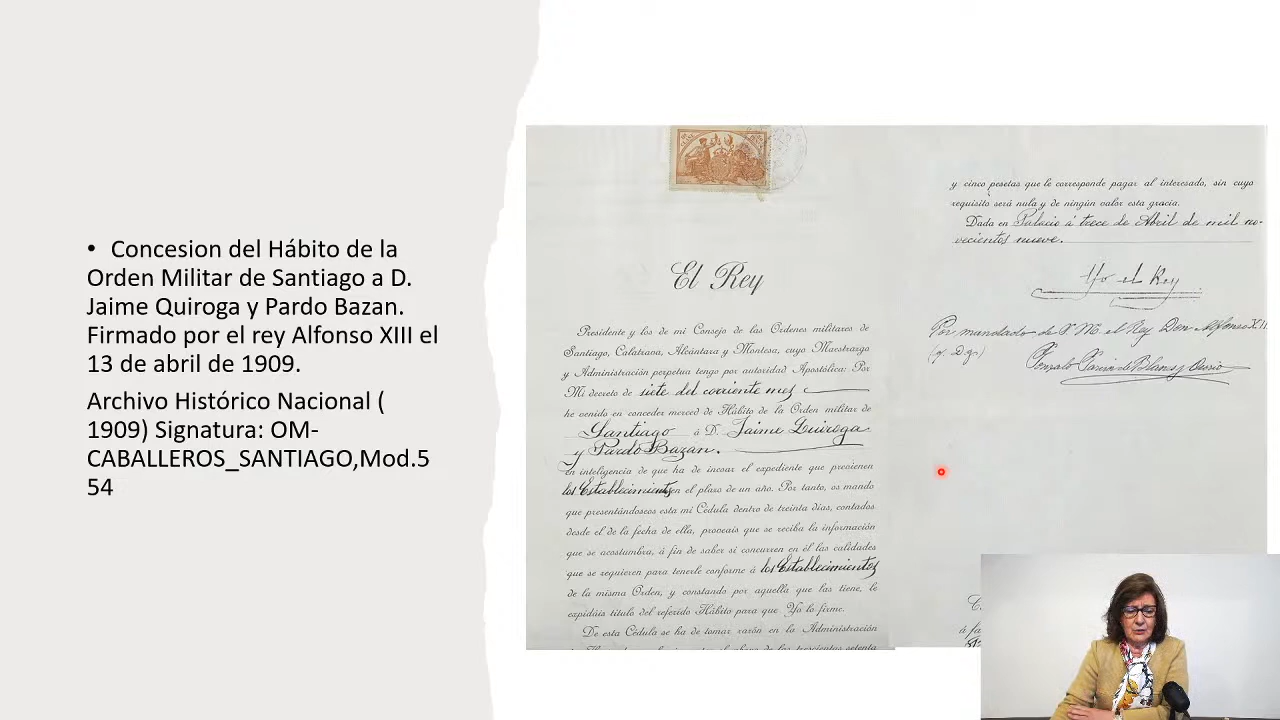 • Concesion del Hábito de la
Orden Militar de Santiago a D.
Jaime Quiroga y Pardo Bazan.
Firmado por el rey Alfonso XIII el
13 de abril de 1909.
Archivo Histórico Nacional (
1909) Signatura: OM-
CABALLEROS_SANTIAGO,Mod.5
54
El Rey
Presidente y los de mi Consejo de las Ordenes militares de
Santiago, Calatrava, Alcántara y Montesa, cuyo Maestrazgo
y Administración perpetua tengo por autoridad Apostólica: Por
Mi decreto de siete del corriente mes
he venido en conceder merced de Hábito de la Orden militar de
Santiago á D. Jaime Quiroga
y Pardo Bazan.
en inteligencia de que ha de incoar el expediente que previenen
los Establecimientos en el plazo de un año. Por tanto, os mando
que presentándoseos esta mi Cédula dentro de treinta días, contados
desde el de la fecha de ella, proveais que se reciba la información
que se acostumbra, á fin de saber si concurren en él las calidades
que se requieren para tenerle conforme á los Establecimientos
de la misma Orden, y constando por aquella que las tiene, le
expidáis título del referido Hábito para que Yo lo firme.
De esta Cédula se ha de tomar razón en la Administración
y cinco pesetas que le corresponde pagar al interesado, sin cuyo
requisito será nula y de ningún valor esta gracia.
Dada en Palacio á trece de Abril de mil no-
vecientos nueve.
Yo el Rey
Por mandado de S. M. el Rey Don Alfonso XIII
(q. D. g.)